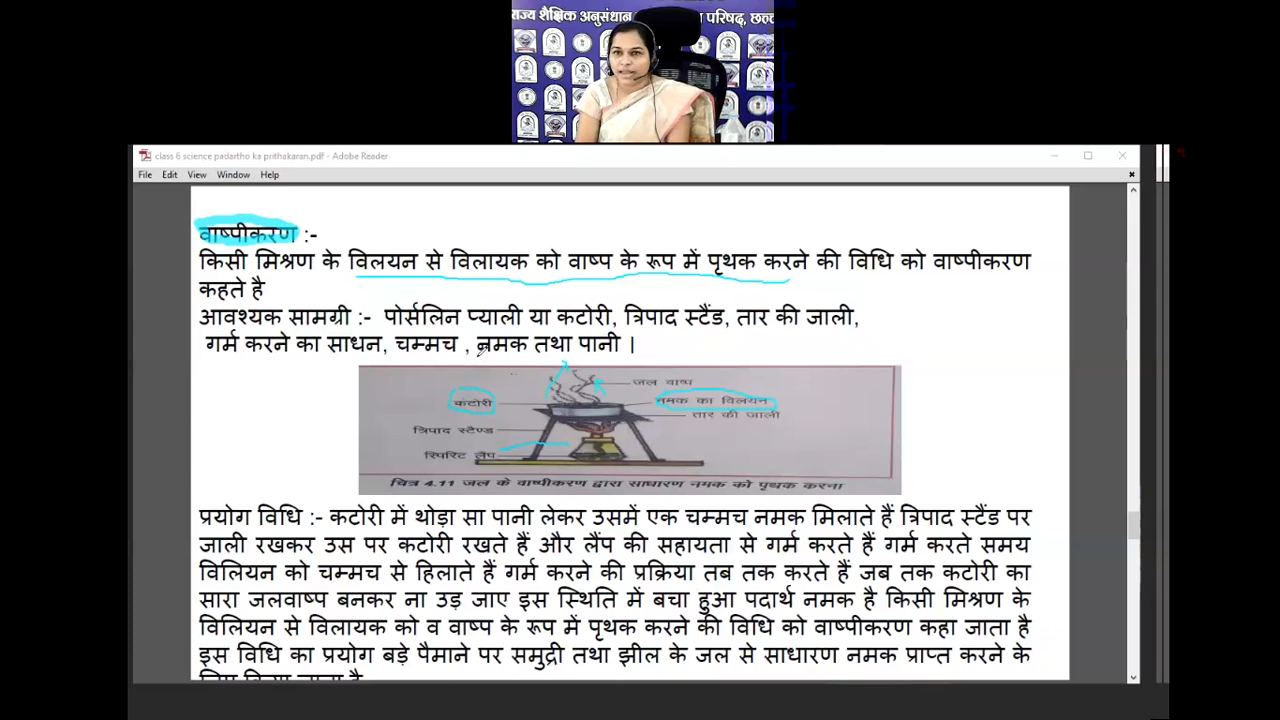 राज्य शैक्षिक अनुसंधान परिषद्, छत्त
class 6 science padartho ka prithakaran.pdf - Adobe Reader
File Edit View Window Help
वाष्पीकरण :-
किसी मिश्रण के विलयन से विलायक को वाष्प के रूप में पृथक करने की विधि को वाष्पीकरण
कहते है
आवश्यक सामगी :- पोर्सलिन प्याली या कटोरी, त्रिपाद स्टैंड, तार की जाली,
गर्म करने का साधन, चम्मच , नमक तथा पानी |
जल वाष्प
कटोरी
नमक का विलयन
तार की जाली
त्रिपाद स्टैण्ड
स्पिरिट लैंप
चित्र 4.11 जल के वाष्पीकरण द्वारा साधारण नमक को पृथक करना
प्रयोग विधि :- कटोरी में थोड़ा सा पानी लेकर उसमें एक चम्मच नमक मिलाते हैं त्रिपाद स्टैंड पर
जाली रखकर उस पर कटोरी रखते हैं और लैंप की सहायता से गर्म करते हैं गर्म करते समय
विलियन को चम्मच से हिलाते हैं गर्म करने की प्रक्रिया तब तक करते हैं जब तक कटोरी का
सारा जलवाष्प बनकर ना उड़ जाए इस स्थिति में बचा हुआ पदार्थ नमक है किसी मिश्रण के
विलियन से विलायक को व वाष्प के रूप में पृथक करने की विधि को वाष्पीकरण कहा जाता है
इस विधि का प्रयोग बड़े पैमाने पर समुद्री तथा झील के जल से साधारण नमक प्राप्त करने के